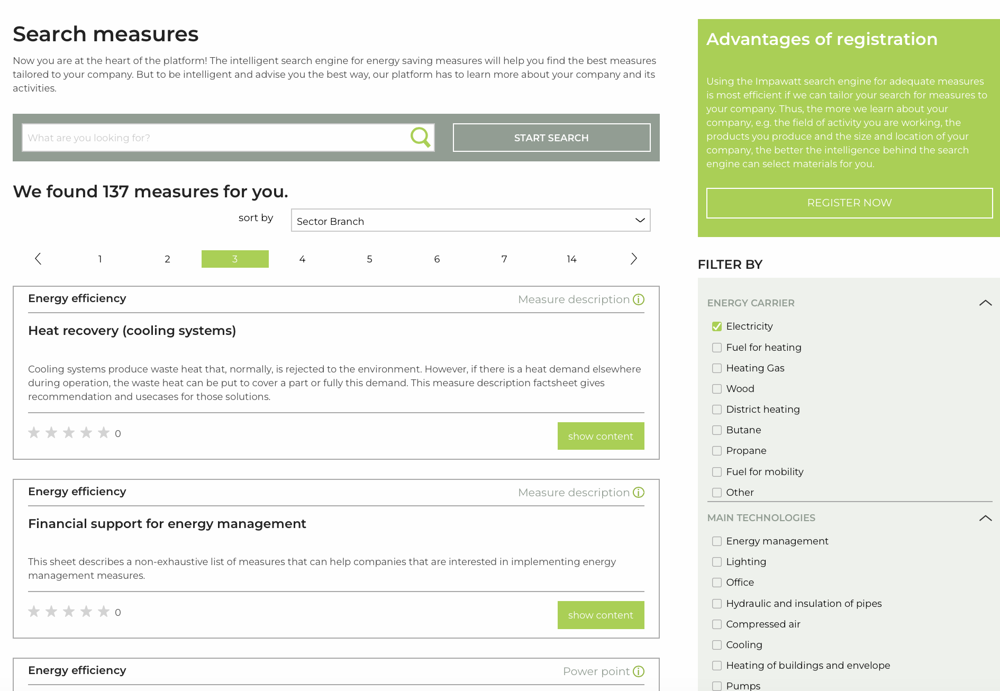 Search measures
Now you are at the heart of the platform! The intelligent search engine for energy saving measures will help you find the best measures
tailored to your company. But to be intelligent and advise you the best way, our platform has to learn more about your company and its
activities.
What are you looking for?
START SEARCH
We found 137 measures for you.
sort by
Sector Branch
1 2 3 4 5 6 7 14
Energy efficiency
Measure description
Heat recovery (cooling systems)
Cooling systems produce waste heat that, normally, is rejected to the environment. However, if there is a heat demand elsewhere
during operation, the waste heat can be put to cover a part or fully this demand. This measure description factsheet gives
recommendation and usecases for those solutions.
0
show content
Energy efficiency
Measure description
Financial support for energy management
This sheet describes a non-exhaustive list of measures that can help companies that are interested in implementing energy
management measures.
0
show content
Energy efficiency
Power point
Advantages of registration
Using the Impawatt search engine for adequate measures
is most efficient if we can tailor your search for measures to
your company. Thus, the more we learn about your
company, e.g. the field of activity you are working, the
products you produce and the size and location of your
company, the better the intelligence behind the search
engine can select materials for you.
REGISTER NOW
FILTER BY
ENERGY CARRIER
Electricity
Fuel for heating
Heating Gas
Wood
District heating
Butane
Propane
Fuel for mobility
Other
MAIN TECHNOLOGIES
Energy management
Lighting
Office
Hydraulic and insulation of pipes
Compressed air
Cooling
Heating of buildings and envelope
Pumps